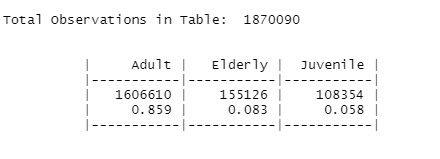 Total Observations in Table:  1870090
|     Adult |   Elderly |  Juvenile |
|-----------|-----------|-----------|
|   1606610 |    155126 |    108354 |
|     0.859 |     0.083 |     0.058 |
|-----------|-----------|-----------|